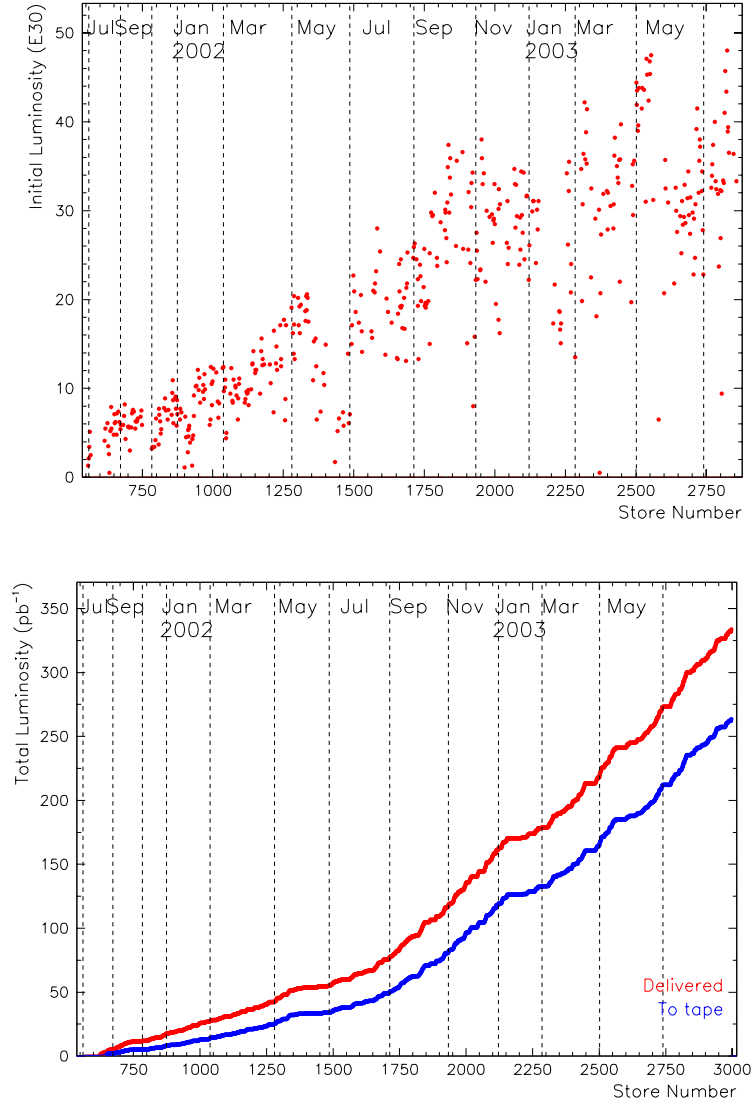 Initial Luminosity (E30)
50
40
30
20
10
0
Jul Sep Jan Mar May Jul Sep Nov Jan Mar May
2002 2003
750 1000 1250 1500 1750 2000 2250 2500 2750
Store Number
Total Luminosity (pb⁻¹)
350
300
250
200
150
100
50
0
Jul Sep Jan Mar May Jul Sep Nov Jan Mar May
2002 2003
Delivered
To tape
750 1000 1250 1500 1750 2000 2250 2500 2750 3000
Store Number